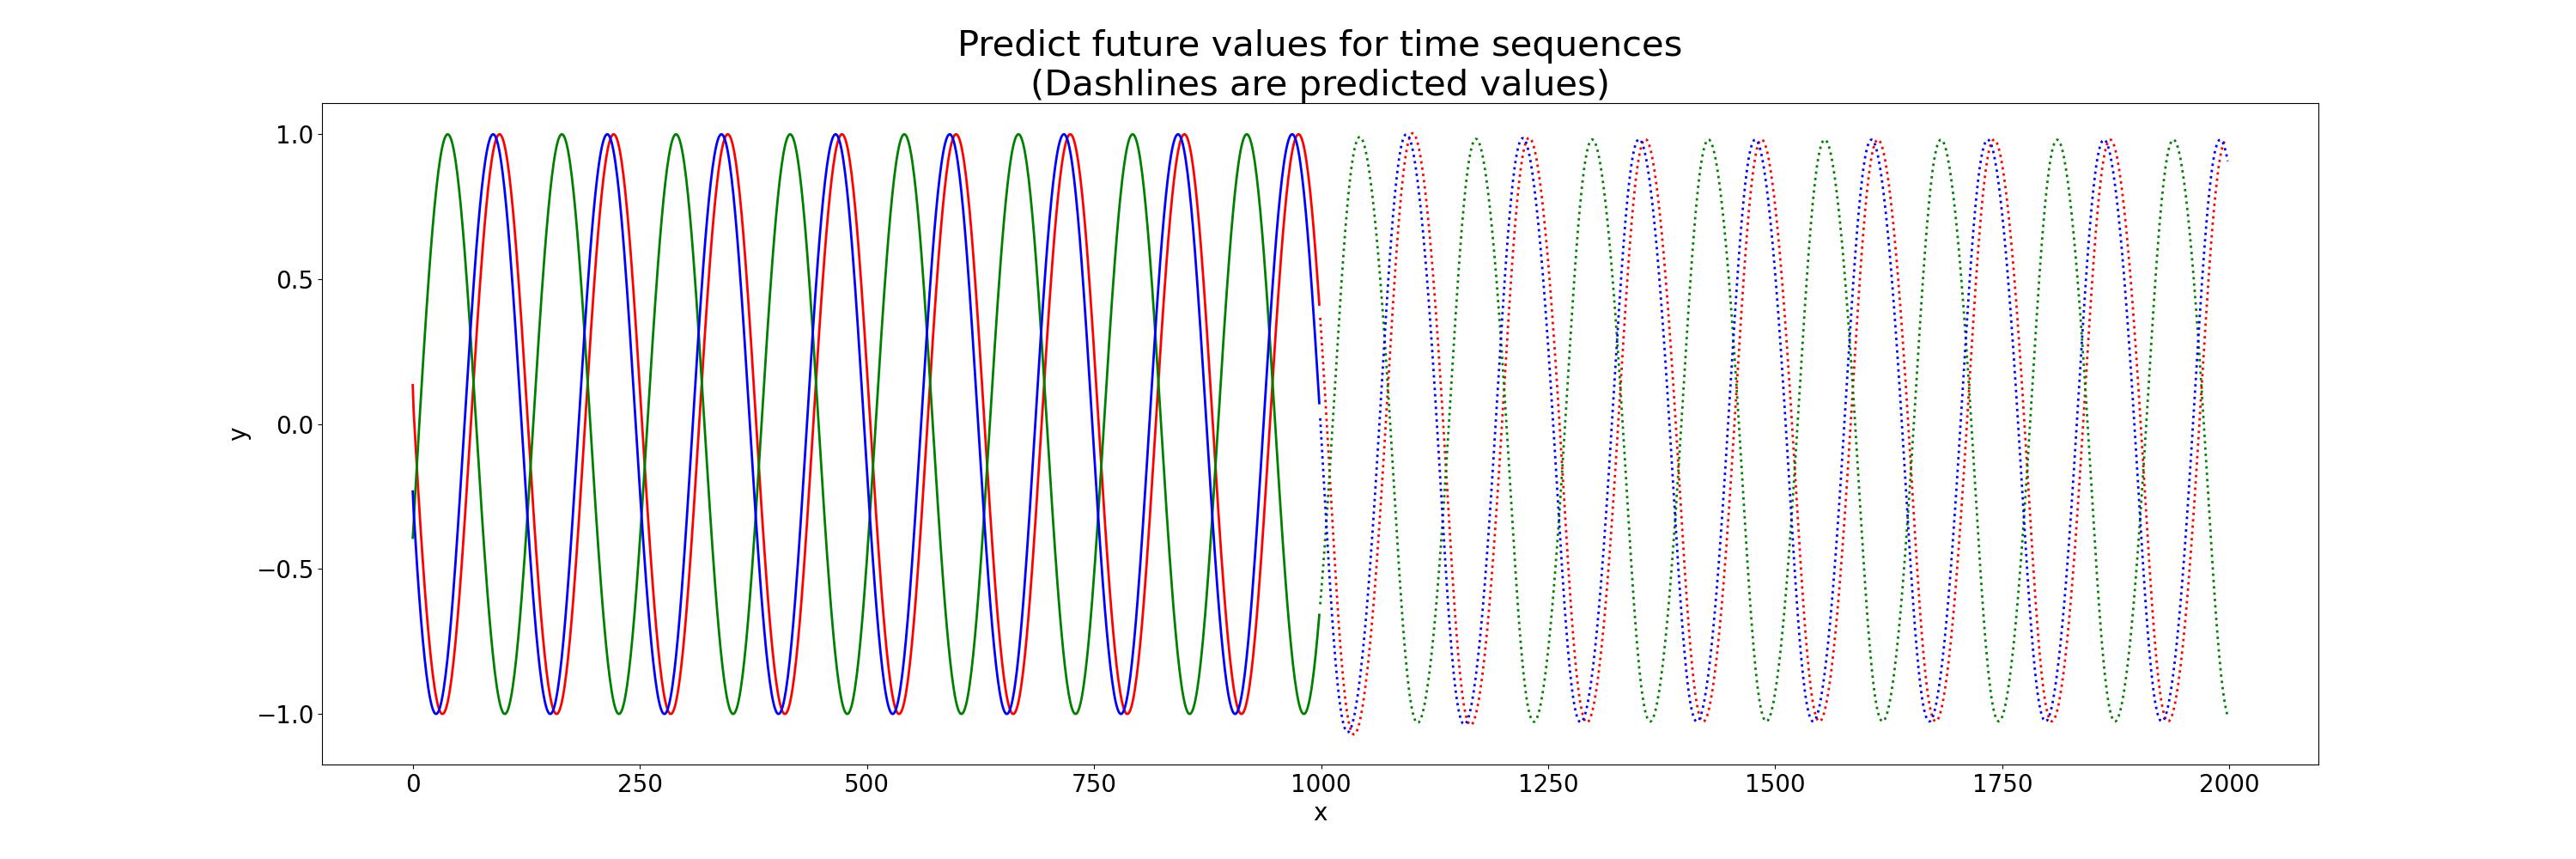 Predict future values for time sequences
(Dashlines are predicted values)
1.0
0.5
0.0
−0.5
−1.0
y
0 250 500 750 1000 1250 1500 1750 2000
x